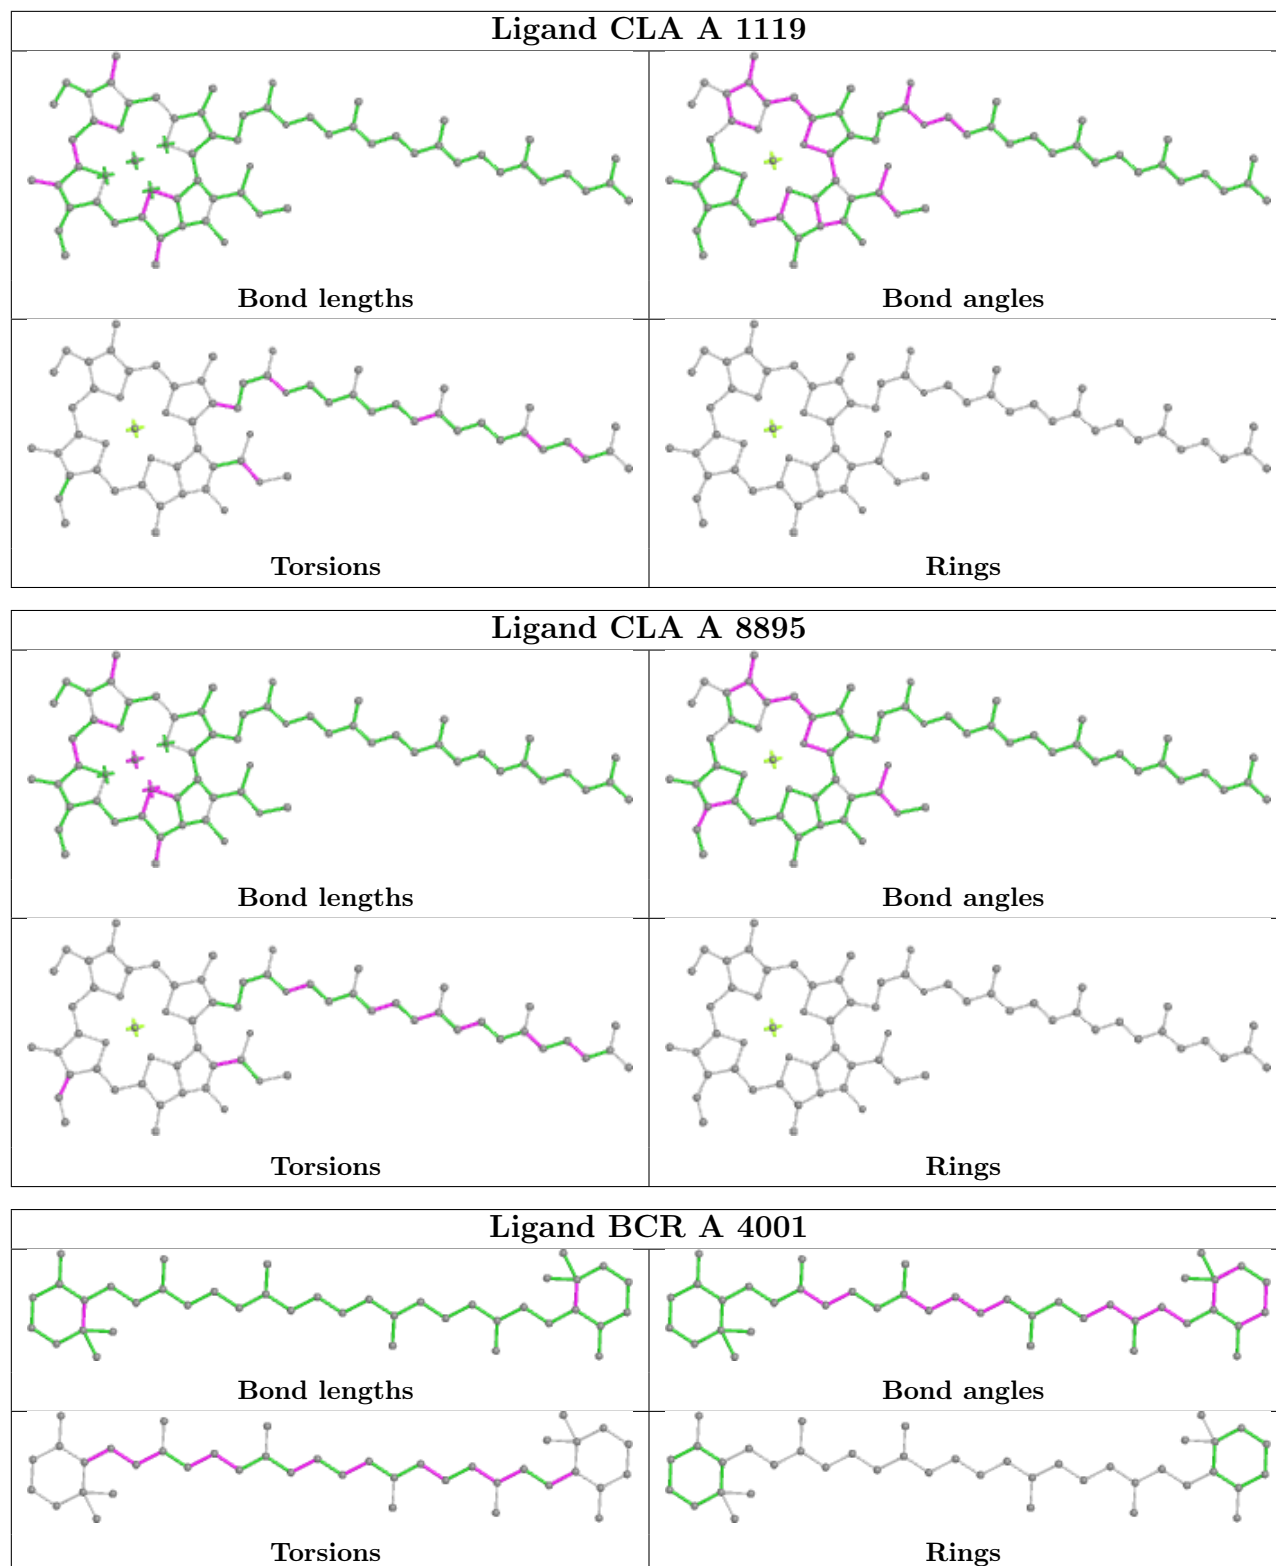 Ligand CLA A 1119
Bond lengths
Bond angles
Torsions
Rings
Ligand CLA A 8895
Bond lengths
Bond angles
Torsions
Rings
Ligand BCR A 4001
Bond lengths
Bond angles
Torsions
Rings